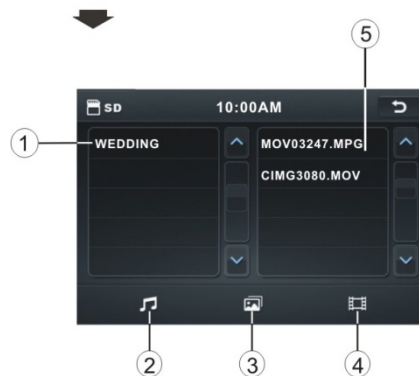 5
SD 10:00AM
1 WEDDING MOV03247.MPG
CIMG3080.MOV
2 3 4